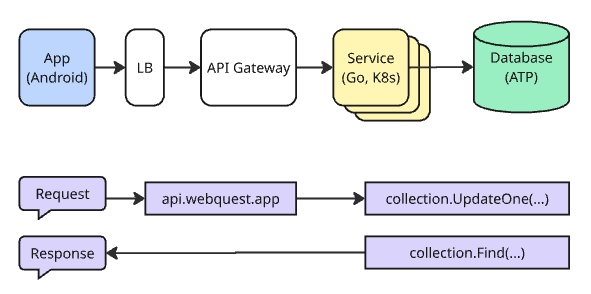 App
(Android)
LB
API Gateway
Service
(Go, K8s)
Database
(ATP)
Request
api.webquest.app
collection.UpdateOne(...)
Response
collection.Find(...)